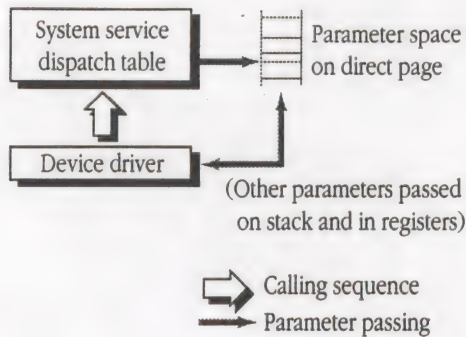 System service
dispatch table
Parameter space
on direct page
Device driver
(Other parameters passed
on stack and in registers)
Calling sequence
Parameter passing